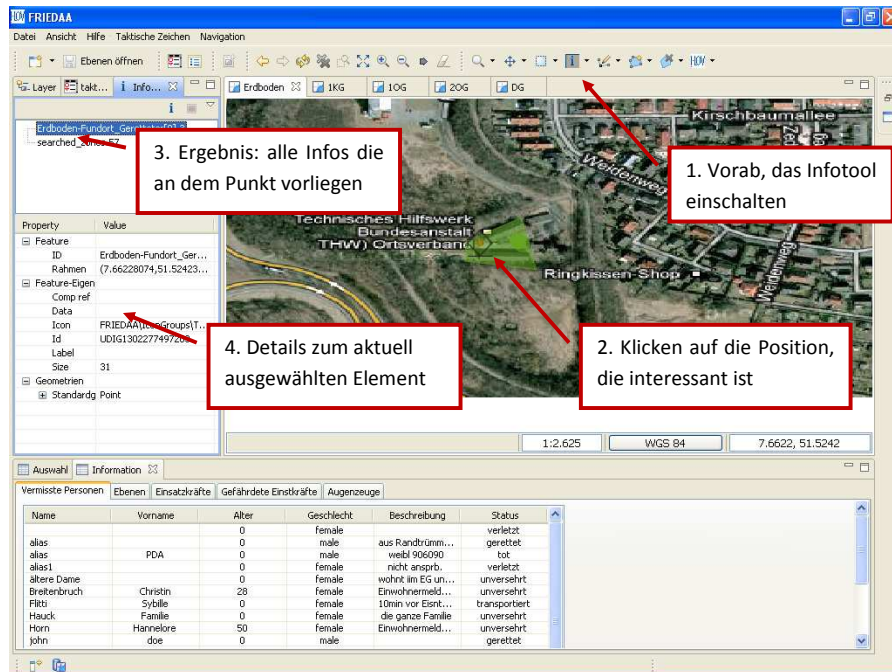 FRIEDAA
Datei Ansicht Hilfe Taktische Zeichen Navigation
Ebenen öffnen
Layer takt... Info...
Erdboden 1KG 1OG 2OG DG
Kirschbaumallee
Weidenweg
Technisches Hilfswerk
Bundesanstalt
THW) Ortsverband
Ringkissen-Shop
Weidenweg
1. Vorab, das Infotool
einschalten
2. Klicken auf die Position,
die interessant ist
3. Ergebnis: alle Infos die
an dem Punkt vorliegen
4. Details zum aktuell
ausgewählten Element
Property Value
Feature
ID Erdboden-Fundort_Ger...
Rahmen (7.66228074,51.52423...
Feature-Eigen
Comp ref
Data
Icon
Id
Label
Size 31
Geometrien
Standardg Point
1:2.625 WGS 84 7.6622, 51.5242
Auswahl Information
Vermisste Personen Ebenen Einsatzkräfte Gefährdete Einstkräfte Augenzeuge
Name Vorname Alter Geschlecht Beschreibung Status
0 female verletzt
alias 0 male aus Randtrümm... gerettet
alias PDA 0 male weibl 906090 tot
alias1 0 female nicht ansprb. verletzt
ältere Dame 0 female wohnt iim EG un... unversehrt
Breitenbruch Christin 28 female Einwohnermeld... unversehrt
Flitti Sybille 0 female 10min vor Eisnt... transportiert
Hauck Familie 0 female die ganze Familie unversehrt
Horn Hannelore 50 female Einwohnermeld... unversehrt
john doe 0 male gerettet